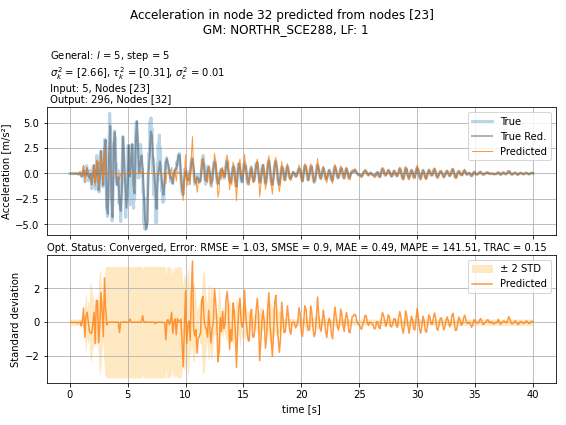 Acceleration in node 32 predicted from nodes [23]
GM: NORTHR_SCE288, LF: 1
General: l = 5, step = 5
σ²ₖ = [2.66], τ²ₖ = [0.31], σ²ε = 0.01
Input: 5, Nodes [23]
Output: 296, Nodes [32]
Acceleration [m/s²]
5.0
2.5
0.0
−2.5
−5.0
True
True Red.
Predicted
Opt. Status: Converged, Error: RMSE = 1.03, SMSE = 0.9, MAE = 0.49, MAPE = 141.51, TRAC = 0.15
Standard deviation
2
0
−2
± 2 STD
Predicted
0 5 10 15 20 25 30 35 40
time [s]